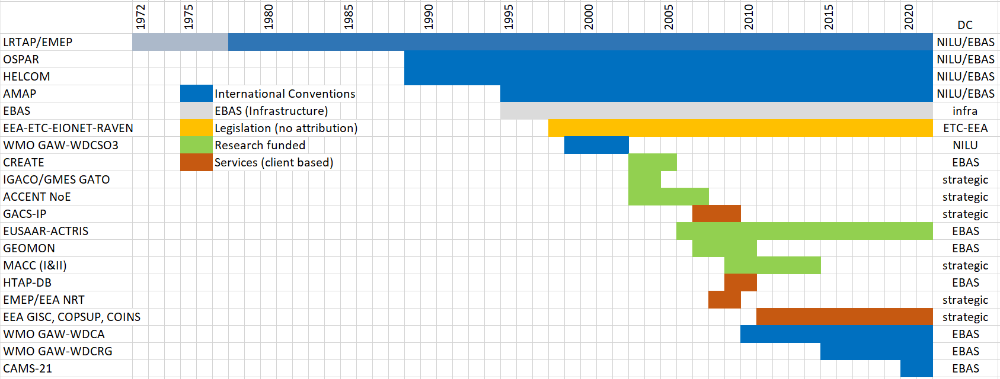 1972 1975 1980 1985 1990 1995 2000 2005 2010 2015 2020 DC
LRTAP/EMEP NILU/EBAS
OSPAR NILU/EBAS
HELCOM NILU/EBAS
AMAP International Conventions NILU/EBAS
EBAS EBAS (Infrastructure) infra
EEA-ETC-EIONET-RAVEN Legislation (no attribution) ETC-EEA
WMO GAW-WDCSO3 Research funded NILU
CREATE Services (client based) EBAS
IGACO/GMES GATO strategic
ACCENT NoE strategic
GACS-IP strategic
EUSAAR-ACTRIS EBAS
GEOMON EBAS
MACC (I&II) strategic
HTAP-DB EBAS
EMEP/EEA NRT strategic
EEA GISC, COPSUP, COINS strategic
WMO GAW-WDCA EBAS
WMO GAW-WDCRG EBAS
CAMS-21 EBAS